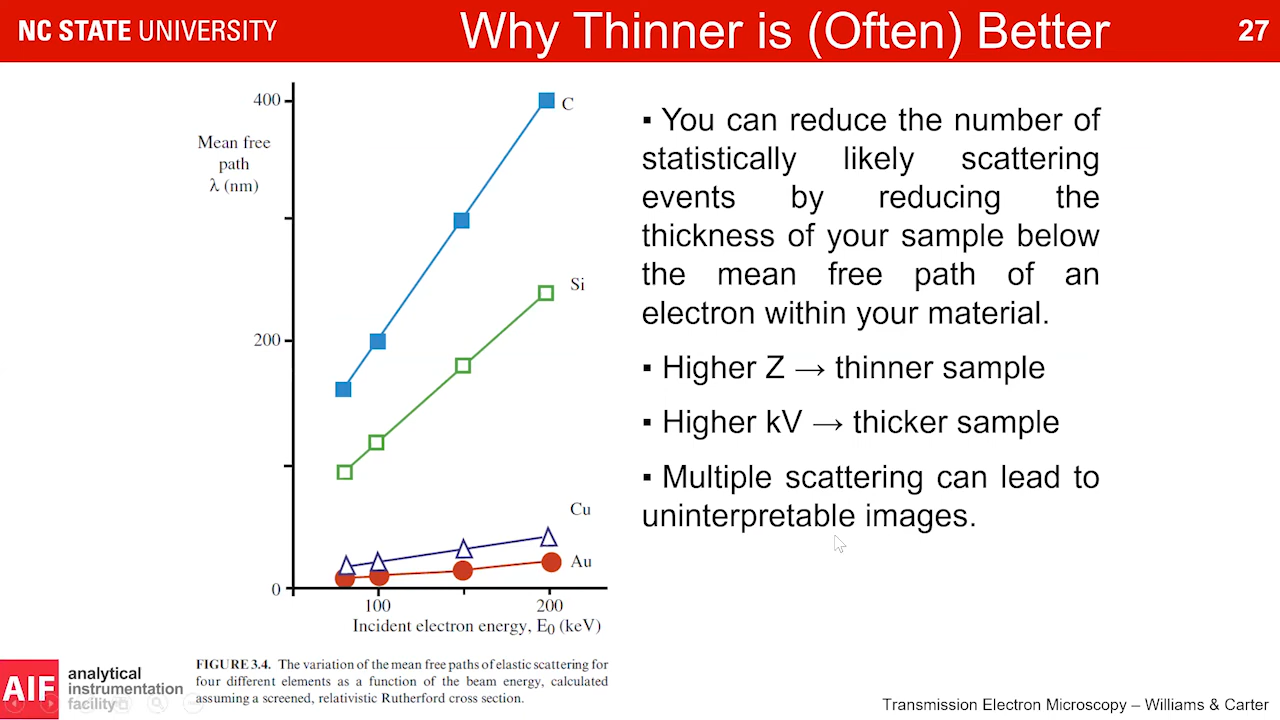 NC STATE UNIVERSITY
Why Thinner is (Often) Better
27
400
C
Mean free
path
λ (nm)
Si
200
Cu
Au
0
100
200
Incident electron energy, E₀ (keV)
FIGURE 3.4. The variation of the mean free paths of elastic scattering for
four different elements as a function of the beam energy, calculated
assuming a screened, relativistic Rutherford cross section.
▪ You can reduce the number of
statistically likely scattering
events by reducing the
thickness of your sample below
the mean free path of an
electron within your material.
▪ Higher Z → thinner sample
▪ Higher kV → thicker sample
▪ Multiple scattering can lead to
uninterpretable images.
AIF
analytical
instrumentation
facility
Transmission Electron Microscopy – Williams & Carter